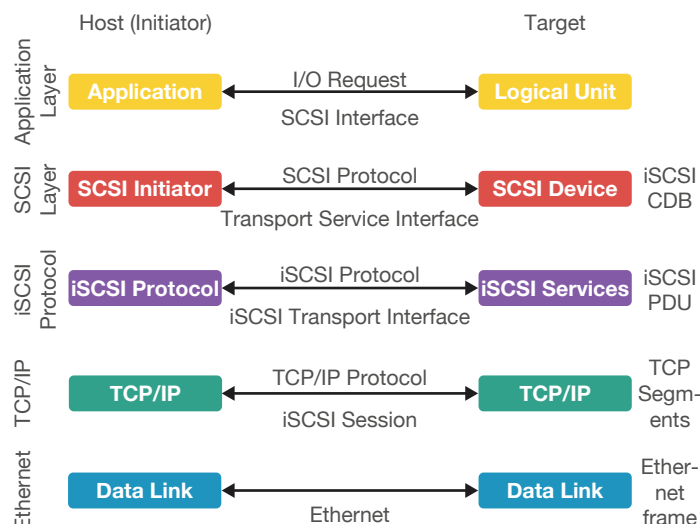 Host (Initiator)
Target
Application
Layer
Application
I/O Request
SCSI Interface
Logical Unit
SCSI
Layer
SCSI Initiator
SCSI Protocol
Transport Service Interface
SCSI Device
iSCSI
CDB
iSCSI
Protocol
iSCSI Protocol
iSCSI Protocol
iSCSI Transport Interface
iSCSI Services
iSCSI
PDU
TCP/IP
TCP/IP
TCP/IP Protocol
iSCSI Session
TCP/IP
TCP
Segm-
ents
Ethernet
Data Link
Ethernet
Data Link
Ether-
net
frame